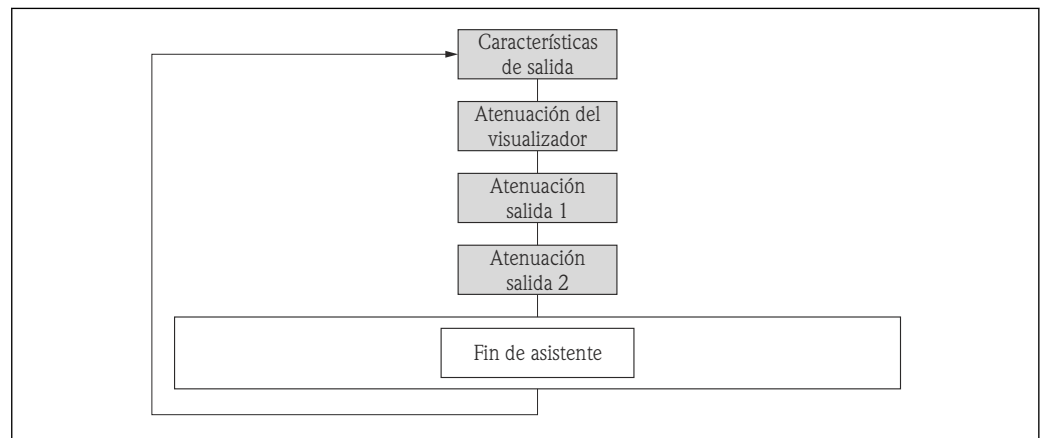 Características
de salida
Atenuación del
visualizador
Atenuación
salida 1
Atenuación
salida 2
Fin de asistente